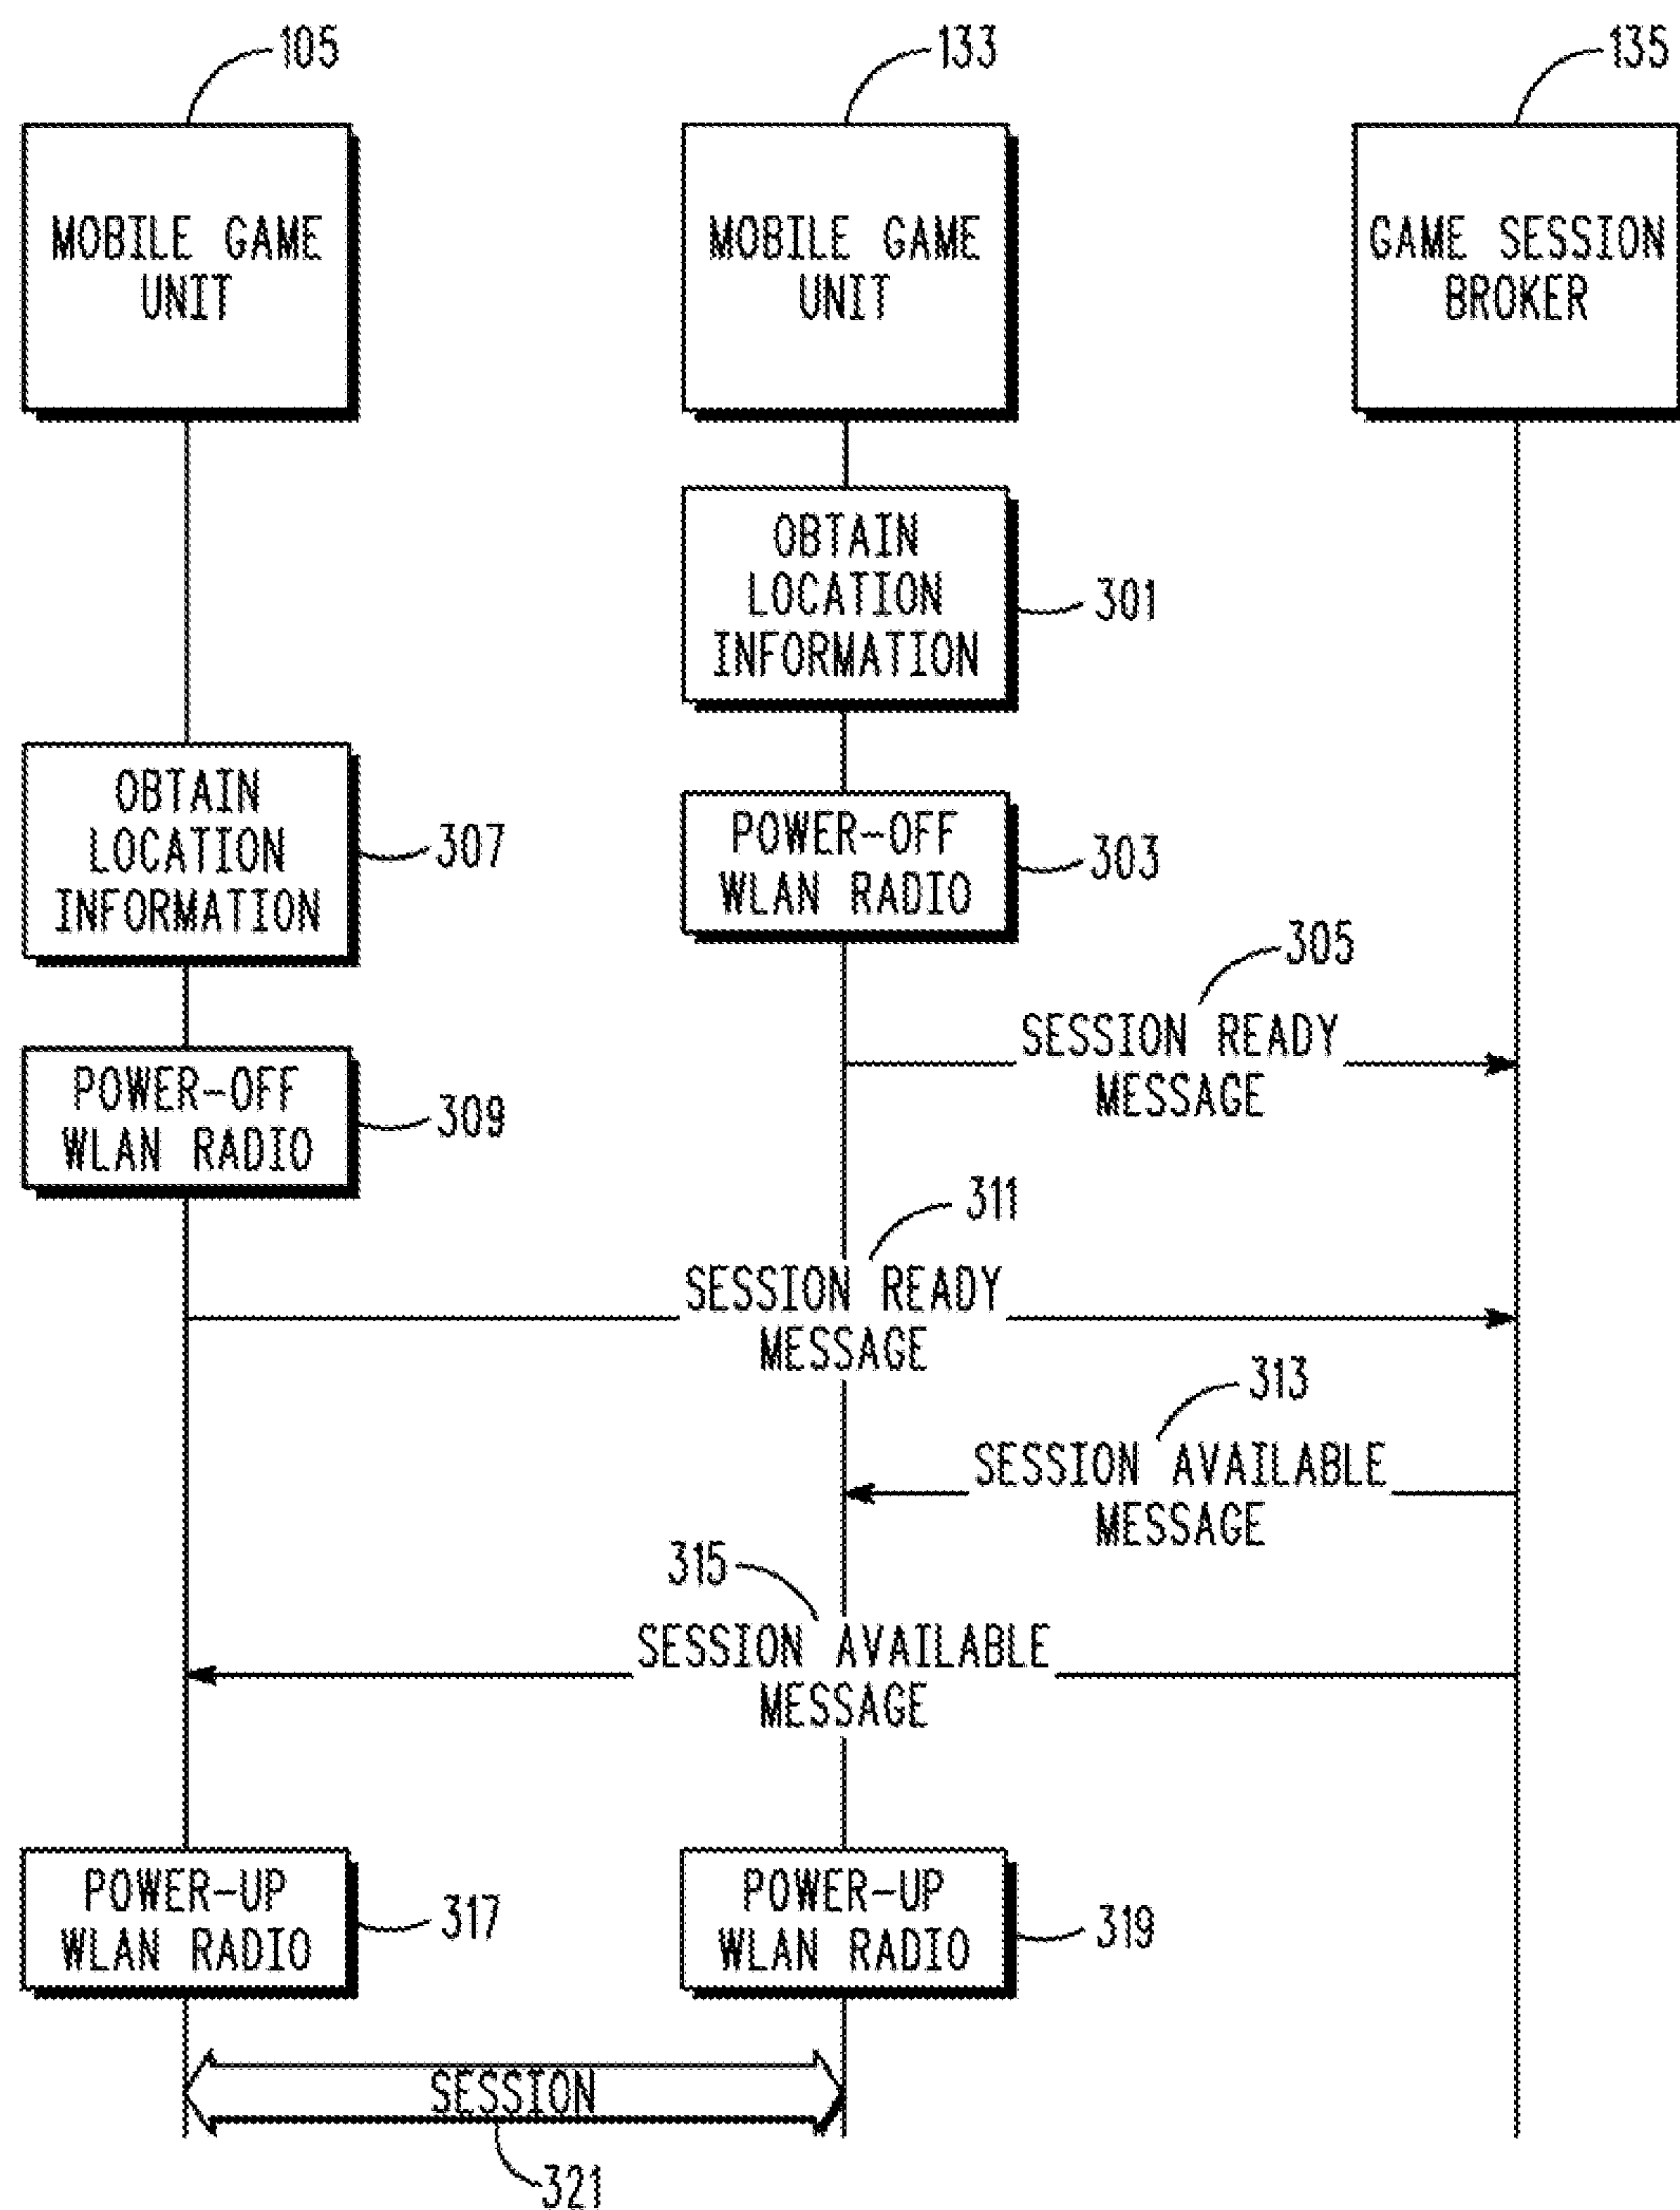 105
133
135
MOBILE GAME
UNIT
MOBILE GAME
UNIT
GAME SESSION
BROKER
OBTAIN
LOCATION
INFORMATION
301
OBTAIN
LOCATION
INFORMATION
307
POWER-OFF
WLAN RADIO
303
305
SESSION READY
MESSAGE
POWER-OFF
WLAN RADIO
309
311
SESSION READY
MESSAGE
313
SESSION AVAILABLE
MESSAGE
315
SESSION AVAILABLE
MESSAGE
POWER-UP
WLAN RADIO
317
POWER-UP
WLAN RADIO
319
SESSION
321